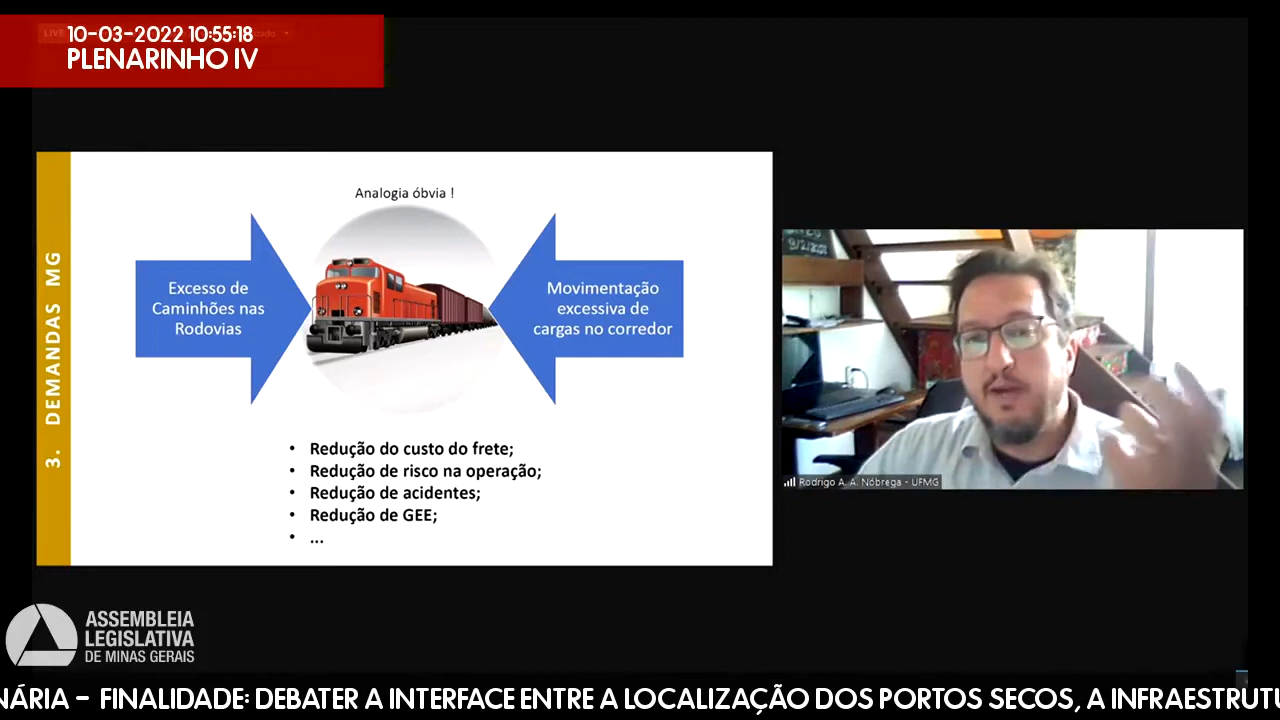 LIVE
10-03-2022 10:55:18
PLENARINHO IV
3. DEMANDAS MG
Analogia óbvia !
Excesso de
Caminhões nas
Rodovias
Movimentação
excessiva de
cargas no corredor
• Redução do custo do frete;
• Redução de risco na operação;
• Redução de acidentes;
• Redução de GEE;
• ...
Rodrigo A. A. Nóbrega - UFMG
ASSEMBLEIA
LEGISLATIVA
DE MINAS GERAIS
NÁRIA - FINALIDADE: DEBATER A INTERFACE ENTRE A LOCALIZAÇÃO DOS PORTOS SECOS, A INFRAESTRUTU